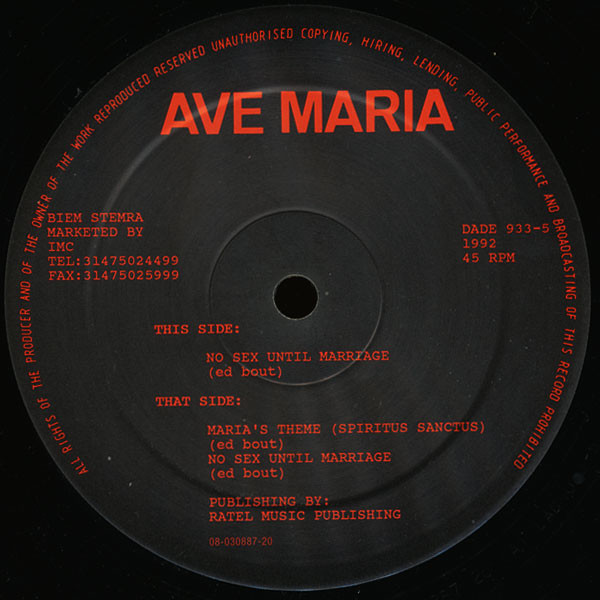 ALL RIGHTS OF THE PRODUCER AND OF THE OWNER OF THE WORK REPRODUCED RESERVED UNAUTHORISED COPYING, HIRING, LENDING, PUBLIC PERFORMANCE AND BROADCASTING OF THIS RECORD PROHIBITED
AVE MARIA
BIEM STEMRA
MARKETED BY
IMC
TEL:31475024499
FAX:31475025999
DADE 933-5
1992
45 RPM
THIS SIDE:
NO SEX UNTIL MARRIAGE
(ed bout)
THAT SIDE:
MARIA'S THEME (SPIRITUS SANCTUS)
(ed bout)
NO SEX UNTIL MARRIAGE
(ed bout)
PUBLISHING BY:
RATEL MUSIC PUBLISHING
08-030887-20